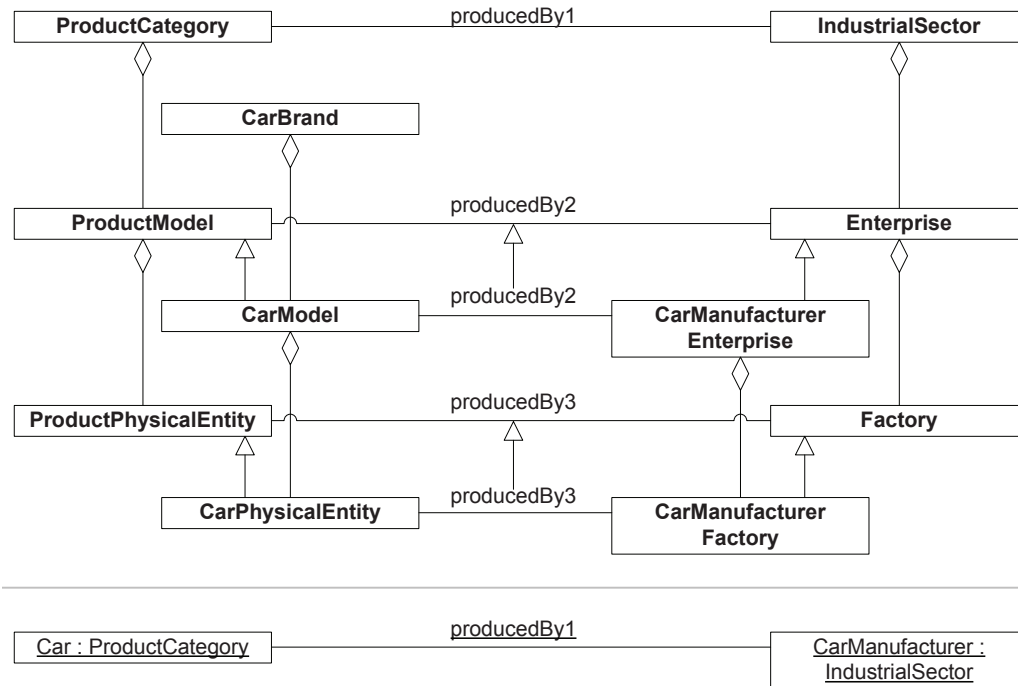 producedBy1
ProductCategory
IndustrialSector
CarBrand
producedBy2
ProductModel
Enterprise
producedBy2
CarModel
CarManufacturer
Enterprise
producedBy3
ProductPhysicalEntity
Factory
producedBy3
CarPhysicalEntity
CarManufacturer
Factory
producedBy1
Car : ProductCategory
CarManufacturer :
IndustrialSector